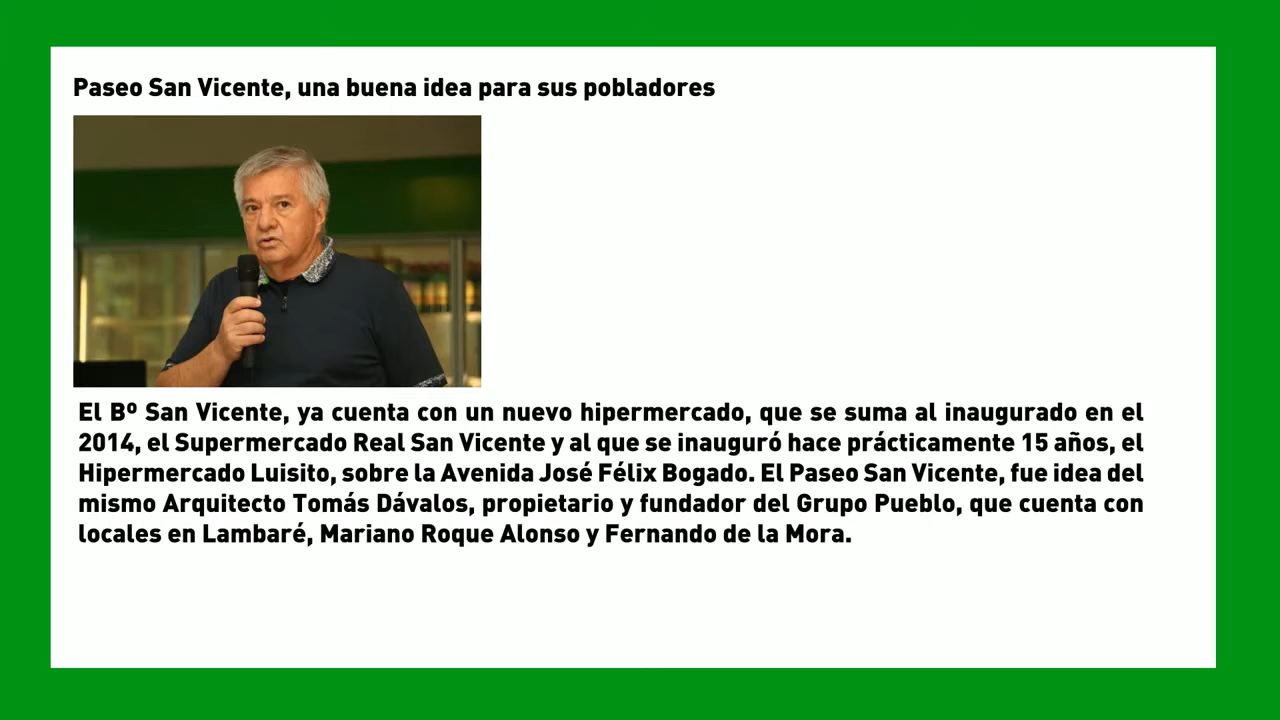 Paseo San Vicente, una buena idea para sus pobladores
El Bº San Vicente, ya cuenta con un nuevo hipermercado, que se suma al inaugurado en el
2014, el Supermercado Real San Vicente y al que se inauguró hace prácticamente 15 años, el
Hipermercado Luisito, sobre la Avenida José Félix Bogado. El Paseo San Vicente, fue idea del
mismo Arquitecto Tomás Dávalos, propietario y fundador del Grupo Pueblo, que cuenta con
locales en Lambaré, Mariano Roque Alonso y Fernando de la Mora.